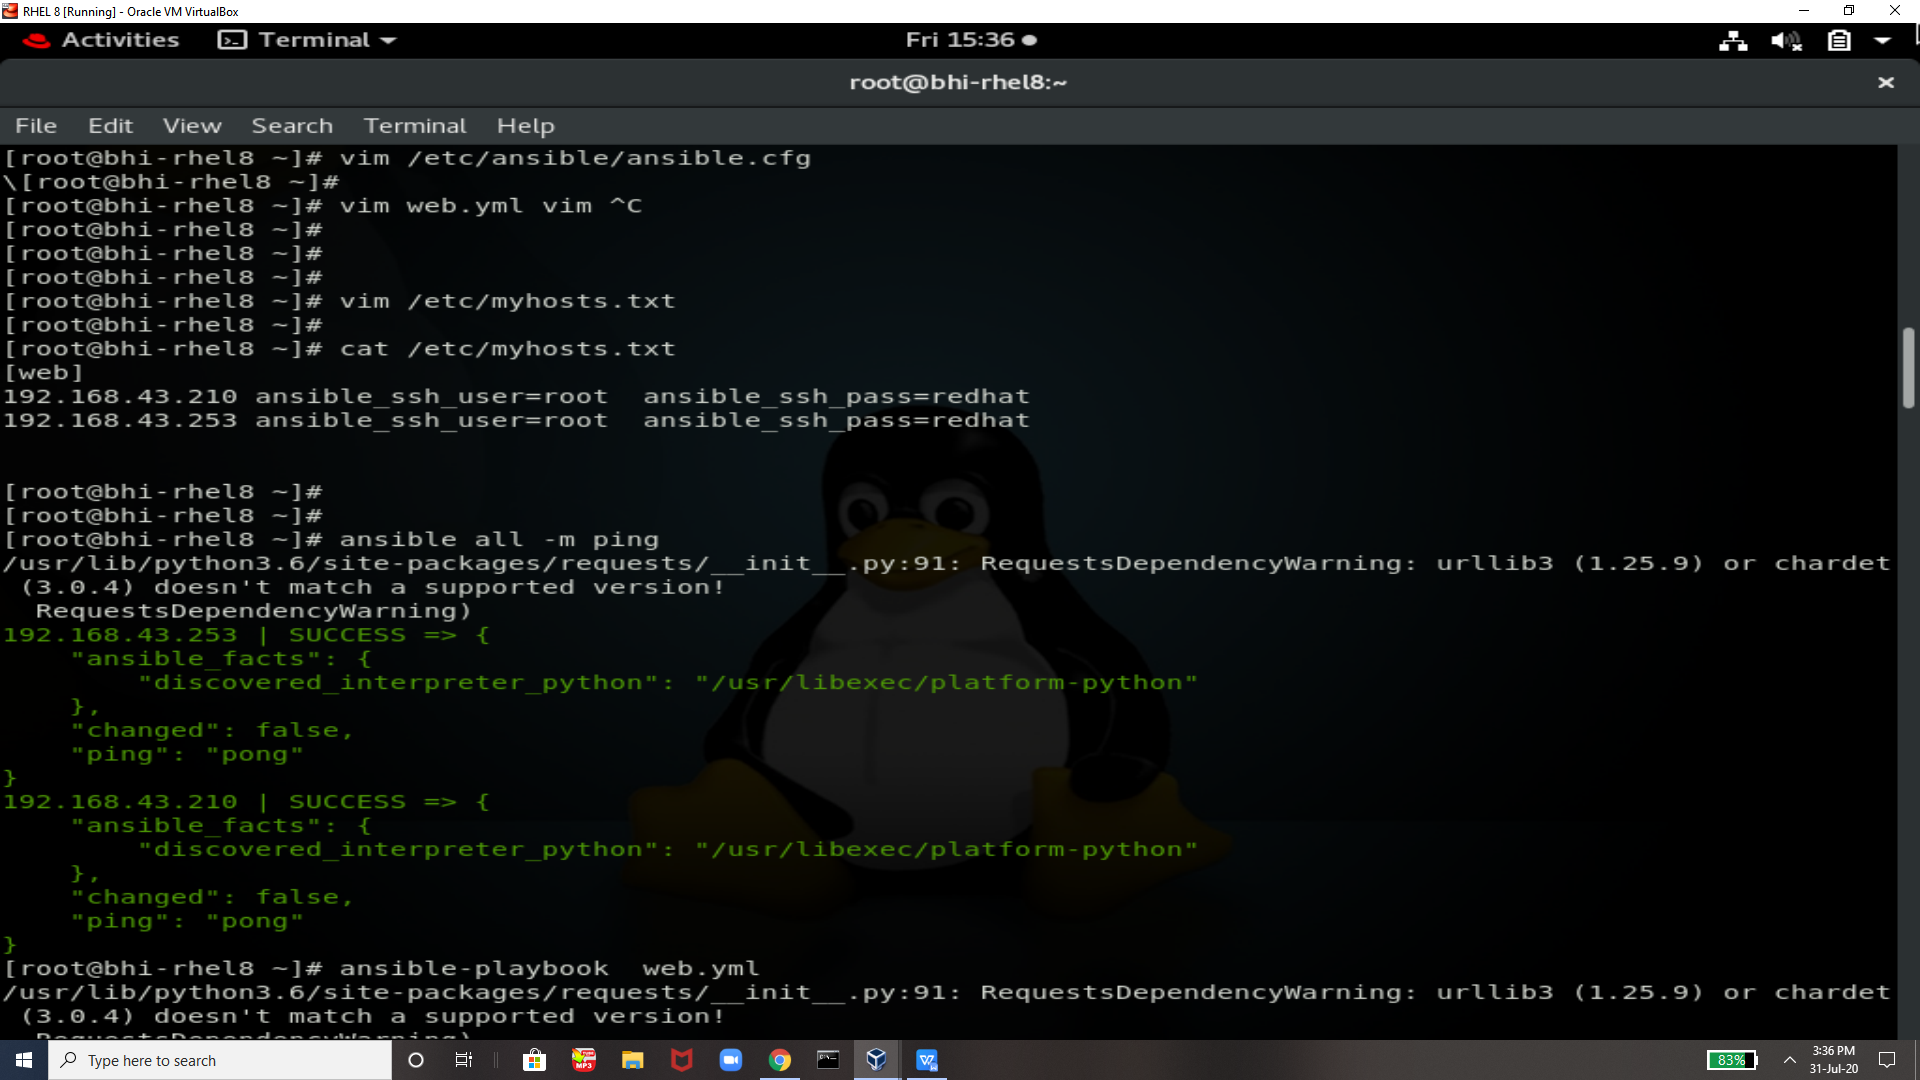 RHEL 8 [Running] - Oracle VM VirtualBox
Activities Terminal Fri 15:36
root@bhi-rhel8:~
File Edit View Search Terminal Help
[root@bhi-rhel8 ~]# vim /etc/ansible/ansible.cfg
\[root@bhi-rhel8 ~]#
[root@bhi-rhel8 ~]# vim web.yml vim ^C
[root@bhi-rhel8 ~]#
[root@bhi-rhel8 ~]#
[root@bhi-rhel8 ~]#
[root@bhi-rhel8 ~]# vim /etc/myhosts.txt
[root@bhi-rhel8 ~]#
[root@bhi-rhel8 ~]# cat /etc/myhosts.txt
[web]
192.168.43.210 ansible_ssh_user=root  ansible_ssh_pass=redhat
192.168.43.253 ansible_ssh_user=root  ansible_ssh_pass=redhat
[root@bhi-rhel8 ~]#
[root@bhi-rhel8 ~]#
[root@bhi-rhel8 ~]# ansible all -m ping
/usr/lib/python3.6/site-packages/requests/__init__.py:91: RequestsDependencyWarning: urllib3 (1.25.9) or chardet
 (3.0.4) doesn't match a supported version!
  RequestsDependencyWarning)
192.168.43.253 | SUCCESS => {
    "ansible_facts": {
        "discovered_interpreter_python": "/usr/libexec/platform-python"
    },
    "changed": false,
    "ping": "pong"
}
192.168.43.210 | SUCCESS => {
    "ansible_facts": {
        "discovered_interpreter_python": "/usr/libexec/platform-python"
    },
    "changed": false,
    "ping": "pong"
}
[root@bhi-rhel8 ~]# ansible-playbook  web.yml
/usr/lib/python3.6/site-packages/requests/__init__.py:91: RequestsDependencyWarning: urllib3 (1.25.9) or chardet
 (3.0.4) doesn't match a supported version!
  RequestsDependencyWarning)
Type here to search
MP3
83%
3:36 PM
31-Jul-20